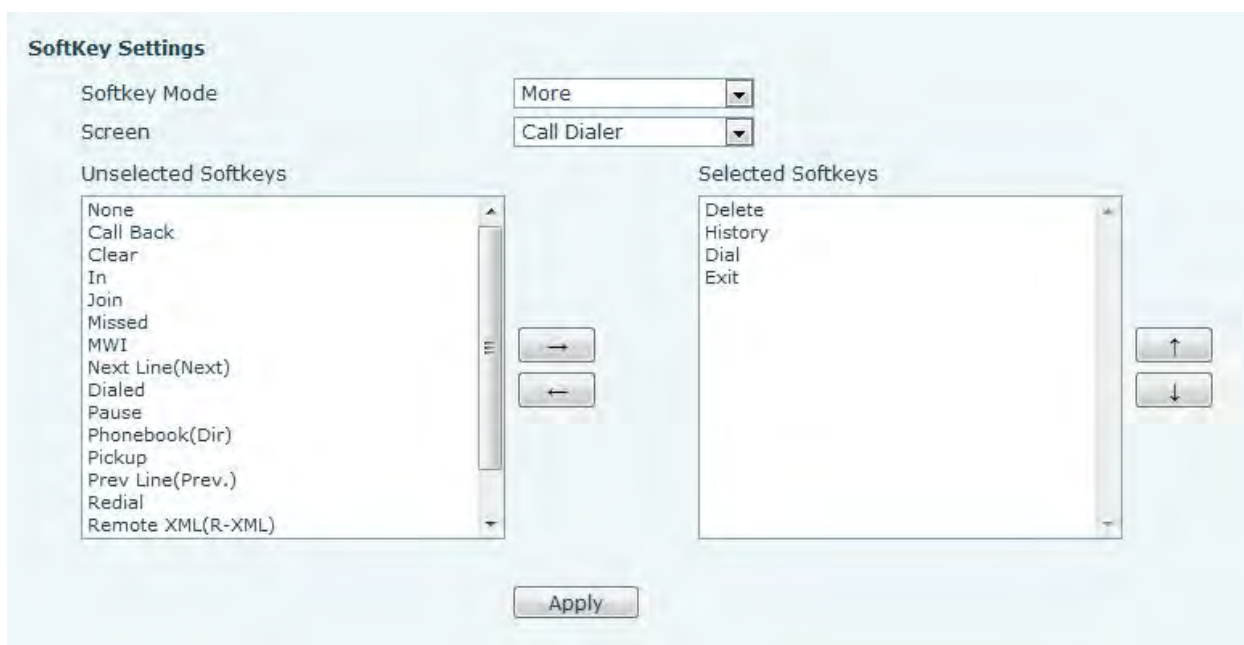 SoftKey Settings
Softkey Mode More
Screen Call Dialer
Unselected Softkeys
None
Call Back
Clear
In
Join
Missed
MWI
Next Line(Next)
Dialed
Pause
Phonebook(Dir)
Pickup
Prev Line(Prev.)
Redial
Remote XML(R-XML)
→
←
Selected Softkeys
Delete
History
Dial
Exit
↑
↓
Apply